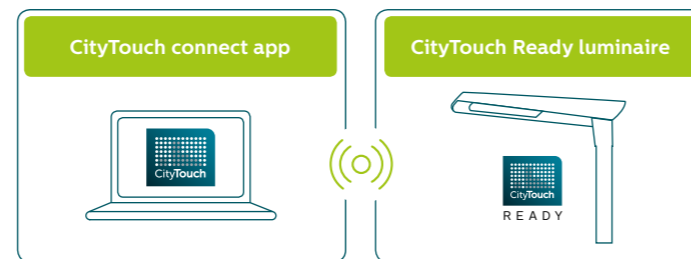 CityTouch connect app
CityTouch Ready luminaire
CityTouch
CityTouch
READY